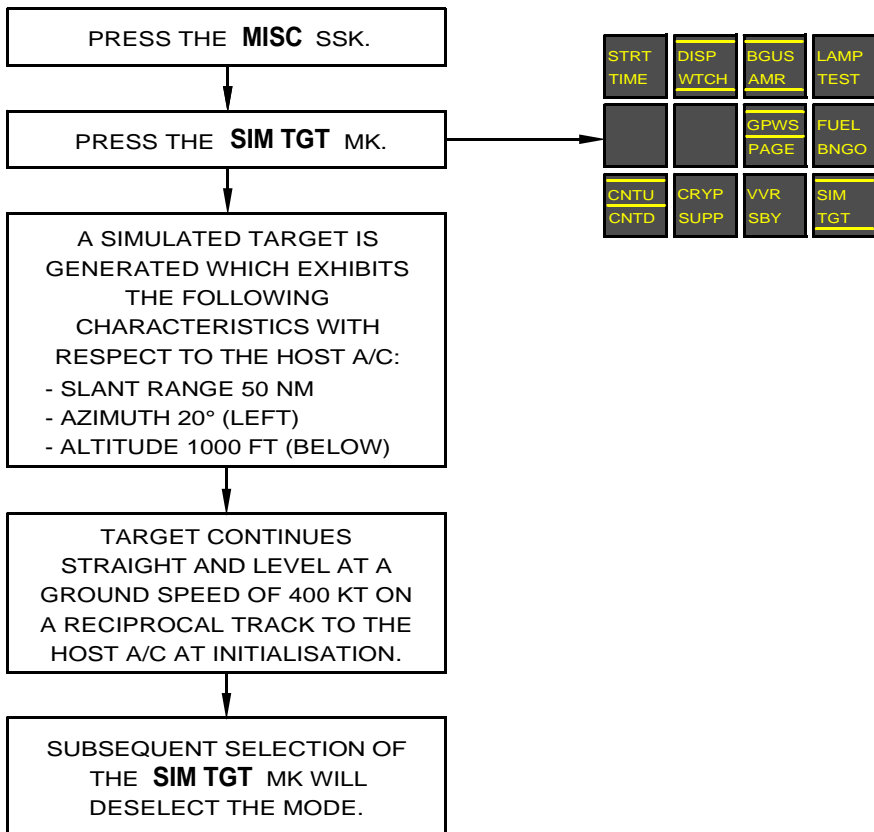 PRESS THE MISC SSK.
PRESS THE SIM TGT MK.
A SIMULATED TARGET IS
GENERATED WHICH EXHIBITS
THE FOLLOWING
CHARACTERISTICS WITH
RESPECT TO THE HOST A/C:
- SLANT RANGE 50 NM
- AZIMUTH 20° (LEFT)
- ALTITUDE 1000 FT (BELOW)
TARGET CONTINUES
STRAIGHT AND LEVEL AT A
GROUND SPEED OF 400 KT ON
A RECIPROCAL TRACK TO THE
HOST A/C AT INITIALISATION.
SUBSEQUENT SELECTION OF
THE SIM TGT MK WILL
DESELECT THE MODE.
STRT DISP BGUS LAMP
TIME WTCH AMR TEST
GPWS FUEL
PAGE BNGO
CNTU CRYP VVR SIM
CNTD SUPP SBY TGT